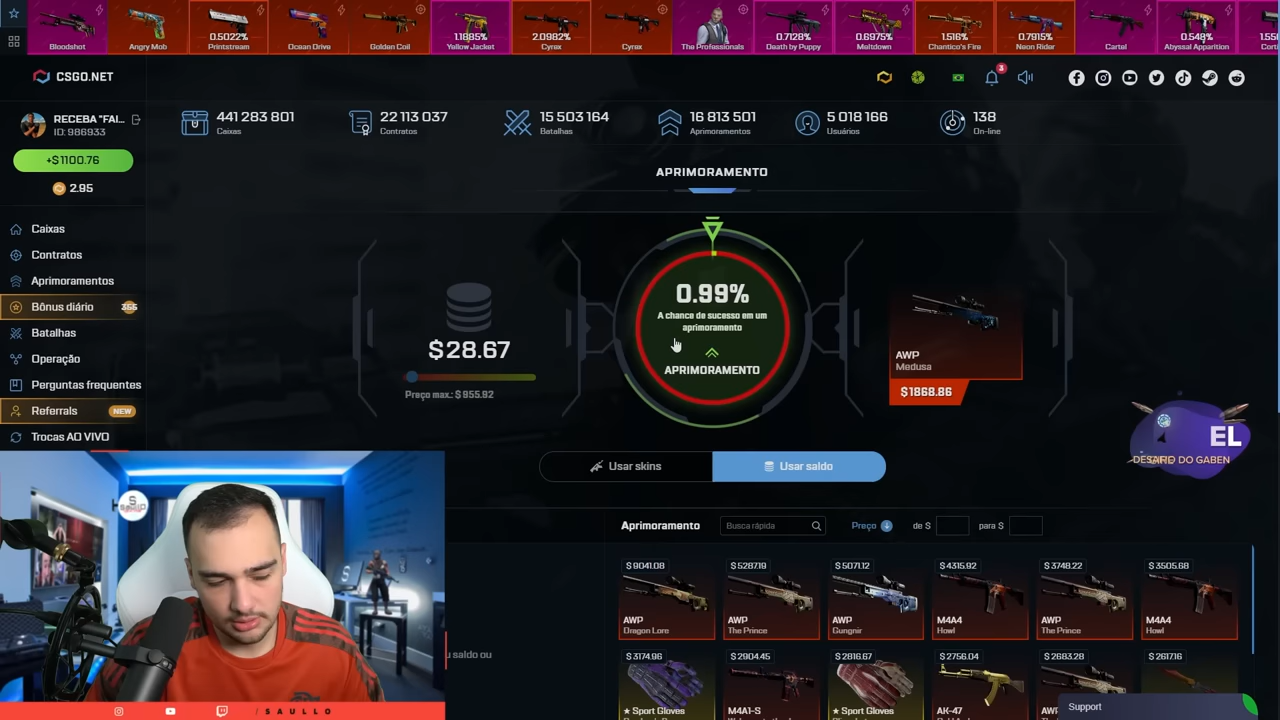 Bloodshot
Angry Mob
0.5022%
Printstream
Ocean Drive
Golden Coil
1.1885%
Yellow Jacket
2.0982%
Cyrex
Cyrex
The Professionals
0.7128%
Death by Puppy
0.6975%
Meltdown
1.516%
Chantico's Fire
0.7915%
Neon Rider
Cartel
0.548%
Abyssal Apparition
CSGO.NET
3
RECEBA "FAL...
ID: 986933
+$1100.76
2.95
441 283 801
Caixas
22 113 037
Contratos
15 503 164
Batalhas
16 813 501
Aprimoramentos
5 018 166
Usuários
138
On-line
APRIMORAMENTO
Caixas
Contratos
Aprimoramentos
Bônus diário
Batalhas
Operação
Perguntas frequentes
Referrals NEW
Trocas AO VIVO
$28.67
Preço max.: $955.92
0.99%
A chance de sucesso em um
aprimoramento
APRIMORAMENTO
AWP
Medusa
$1868.86
EL
DO GABEN
Usar skins
Usar saldo
Aprimoramento
Busca rápida
Preço
de $
para $
$ 9041.08
AWP
Dragon Lore
$ 5287.19
AWP
The Prince
$ 5071.12
AWP
Gungnir
$ 4315.92
M4A4
Howl
$ 3748.22
AWP
The Prince
$ 3505.68
M4A4
Howl
saldo ou
$ 3174.96
★ Sport Gloves
$ 2904.45
M4A1-S
$ 2816.67
★ Sport Gloves
$ 2756.04
AK-47
$ 2683.28
AWP
$ 2617.16
Support
/ SAULLO